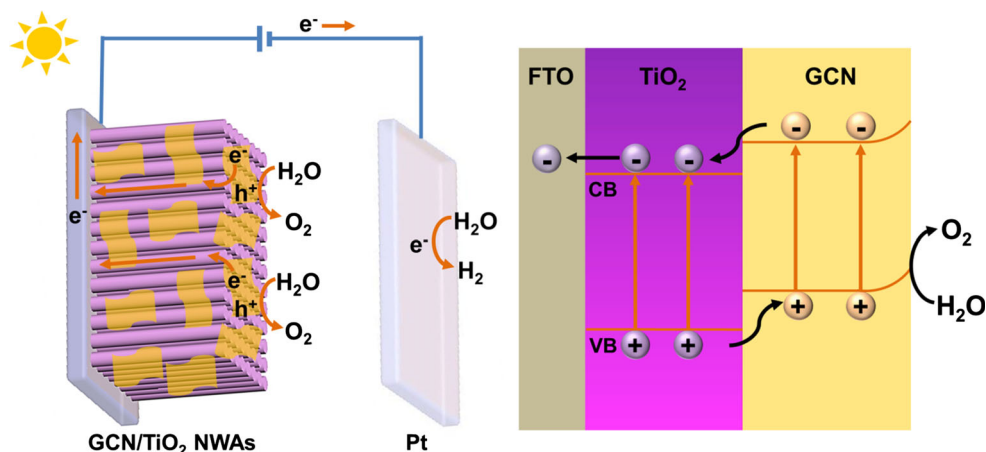 e⁻
e⁻
H₂O
h⁺
O₂
e⁻
e⁻
H₂O
h⁺
O₂
GCN/TiO₂ NWAs
H₂O
e⁻
H₂
Pt
FTO
TiO₂
GCN
- - - - -
CB
O₂
H₂O
+ + + +
VB